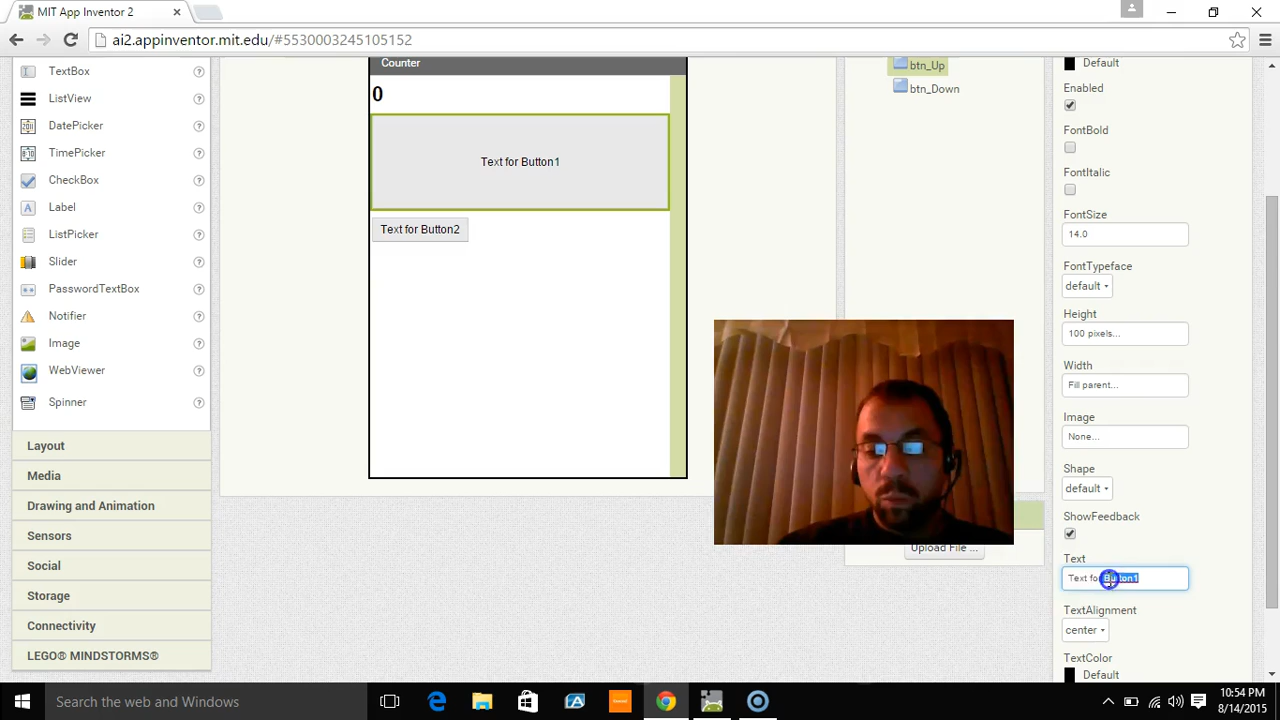 MIT App Inventor 2
ai2.appinventor.mit.edu/#5530003245105152
TextBox
ListView
DatePicker
TimePicker
CheckBox
Label
ListPicker
Slider
PasswordTextBox
Notifier
Image
WebViewer
Spinner
Layout
Media
Drawing and Animation
Sensors
Social
Storage
Connectivity
LEGO® MINDSTORMS®
Counter
0
Text for Button1
Text for Button2
btn_Up
btn_Down
Upload File ...
Default
Enabled
FontBold
FontItalic
FontSize
14.0
FontTypeface
default
Height
100 pixels...
Width
Fill parent...
Image
None...
Shape
default
ShowFeedback
Text
Text for Button1
TextAlignment
center
TextColor
Default
Search the web and Windows
10:54 PM
8/14/2015